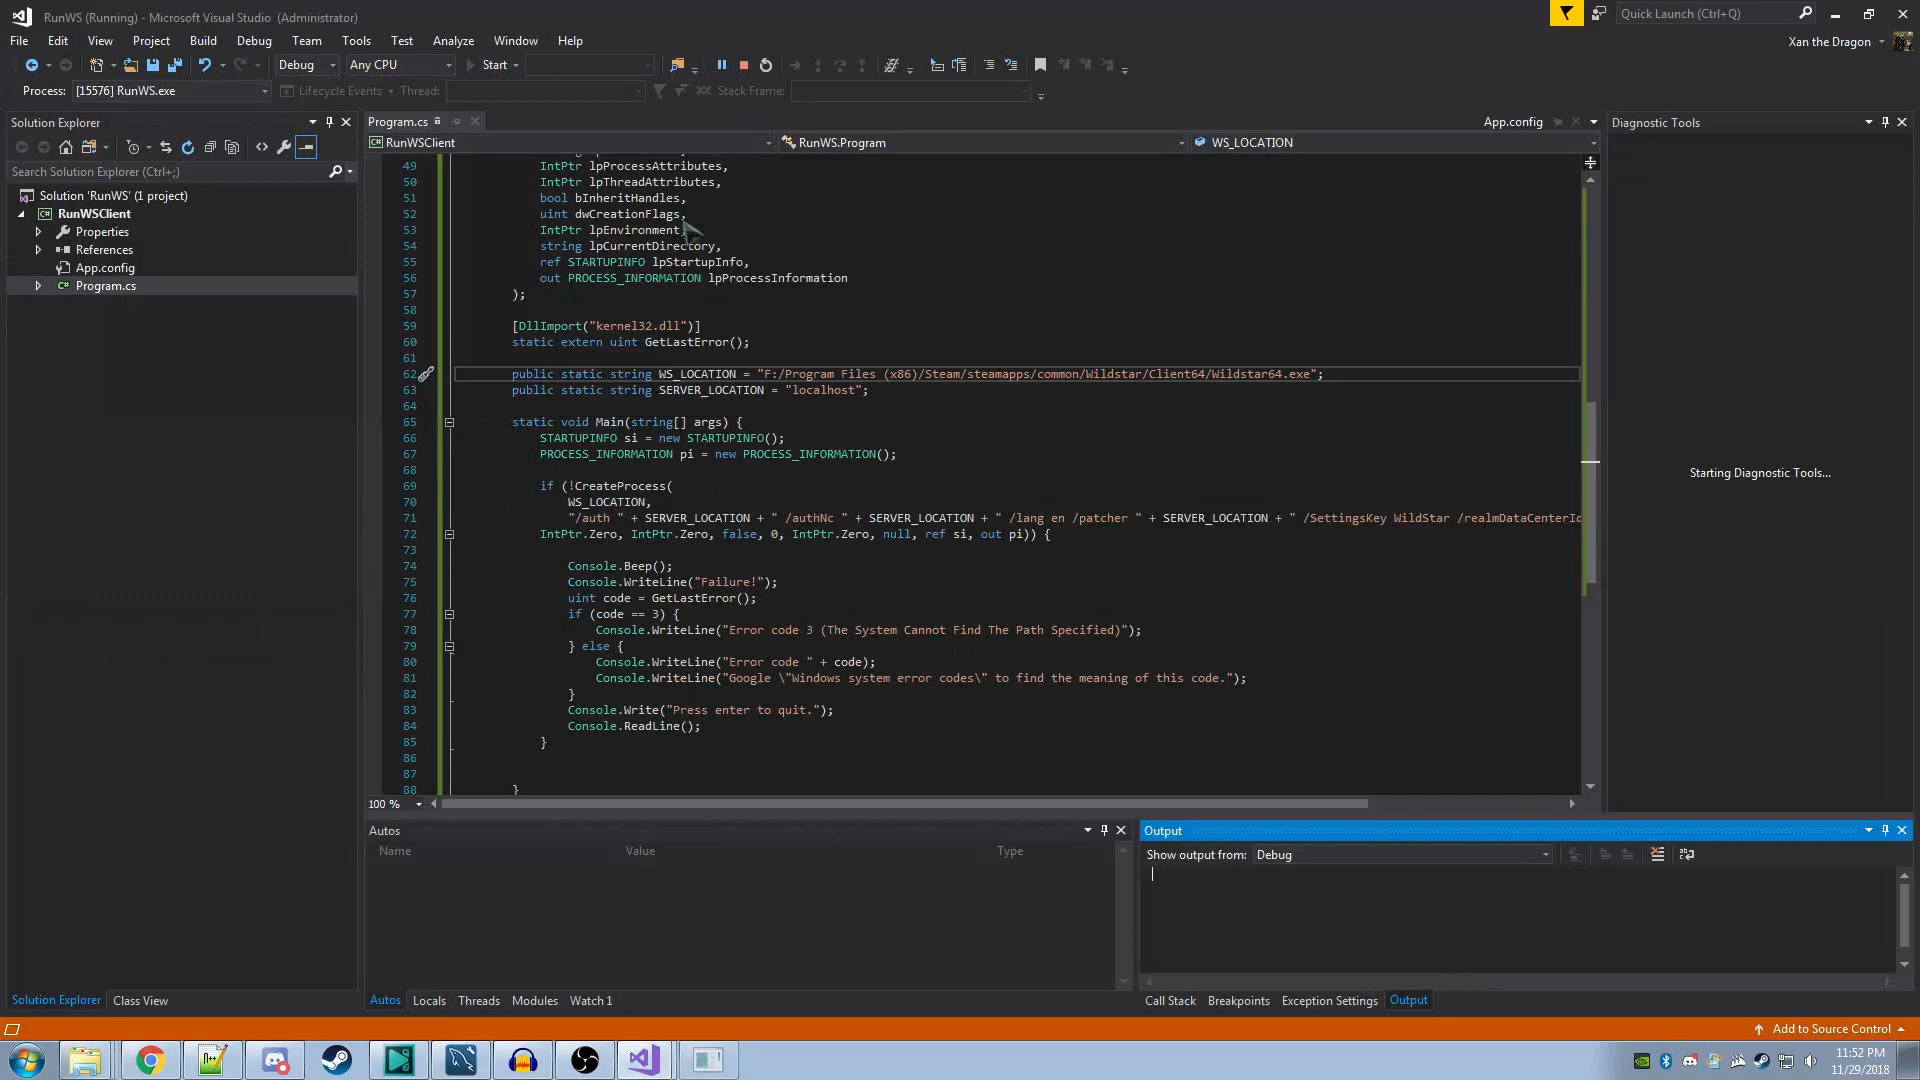 RunWS (Running) - Microsoft Visual Studio (Administrator)
Quick Launch (Ctrl+Q)
File Edit View Project Build Debug Team Tools Test Analyze Window Help
Xan the Dragon
Debug Any CPU Start
Process: [15576] RunWS.exe Lifecycle Events Thread: Stack Frame:
Solution Explorer
Program.cs
App.config
Diagnostic Tools
RunWSClient
RunWS.Program
WS_LOCATION
Search Solution Explorer (Ctrl+;)
Solution 'RunWS' (1 project)
RunWSClient
Properties
References
App.config
Program.cs
49 IntPtr lpProcessAttributes,
50 IntPtr lpThreadAttributes,
51 bool bInheritHandles,
52 uint dwCreationFlags,
53 IntPtr lpEnvironment,
54 string lpCurrentDirectory,
55 ref STARTUPINFO lpStartupInfo,
56 out PROCESS_INFORMATION lpProcessInformation
57 );
58
59 [DllImport("kernel32.dll")]
60 static extern uint GetLastError();
61
62 public static string WS_LOCATION = "F:/Program Files (x86)/Steam/steamapps/common/Wildstar/Client64/Wildstar64.exe";
63 public static string SERVER_LOCATION = "localhost";
64
65 static void Main(string[] args) {
66 STARTUPINFO si = new STARTUPINFO();
67 PROCESS_INFORMATION pi = new PROCESS_INFORMATION();
68
69 if (!CreateProcess(
70 WS_LOCATION,
71 "/auth " + SERVER_LOCATION + " /authNc " + SERVER_LOCATION + " /lang en /patcher " + SERVER_LOCATION + " /SettingsKey WildStar /realmDataCenterId
72 IntPtr.Zero, IntPtr.Zero, false, 0, IntPtr.Zero, null, ref si, out pi)) {
73
74 Console.Beep();
75 Console.WriteLine("Failure!");
76 uint code = GetLastError();
77 if (code == 3) {
78 Console.WriteLine("Error code 3 (The System Cannot Find The Path Specified)");
79 } else {
80 Console.WriteLine("Error code " + code);
81 Console.WriteLine("Google \"Windows system error codes\" to find the meaning of this code.");
82 }
83 Console.Write("Press enter to quit.");
84 Console.ReadLine();
85 }
86
87
88 }
Starting Diagnostic Tools...
100 %
Autos
Name Value Type
Output
Show output from: Debug
Solution Explorer Class View
Autos Locals Threads Modules Watch 1
Call Stack Breakpoints Exception Settings Output
Add to Source Control
11:52 PM
11/29/2018